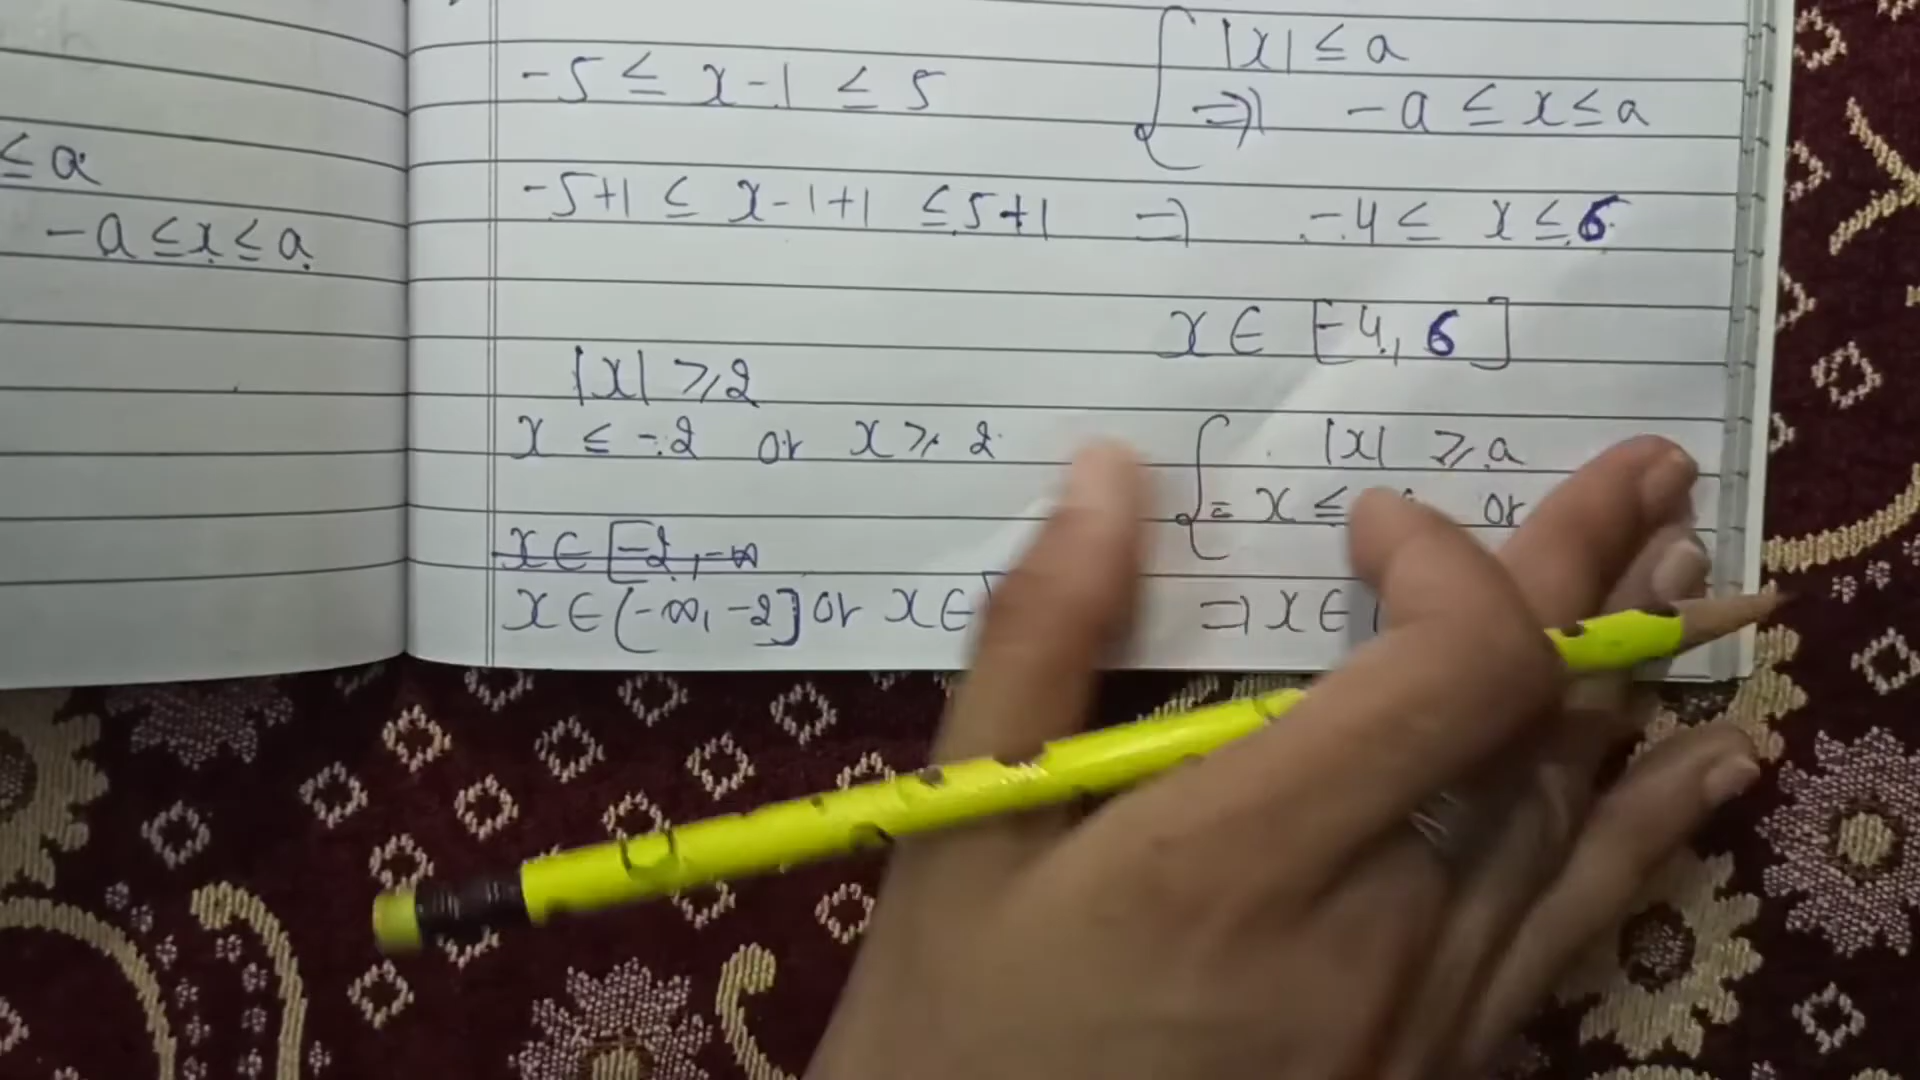 ≤ a
-a ≤ x ≤ a
-5 ≤ x-1 ≤ 5
|x| ≤ a
⇒ -a ≤ x ≤ a
-5+1 ≤ x-1+1 ≤ 5+1 ⇒ -4 ≤ x ≤ 6
x ∈ [-4, 6]
|x| ≥ 2
x ≤ -2 or x ≥ 2
|x| ≥ a
= x ≤ or
x ∈ [-2, -∞
x ∈ (-∞, -2] or x ∈ [
⇒ x ∈